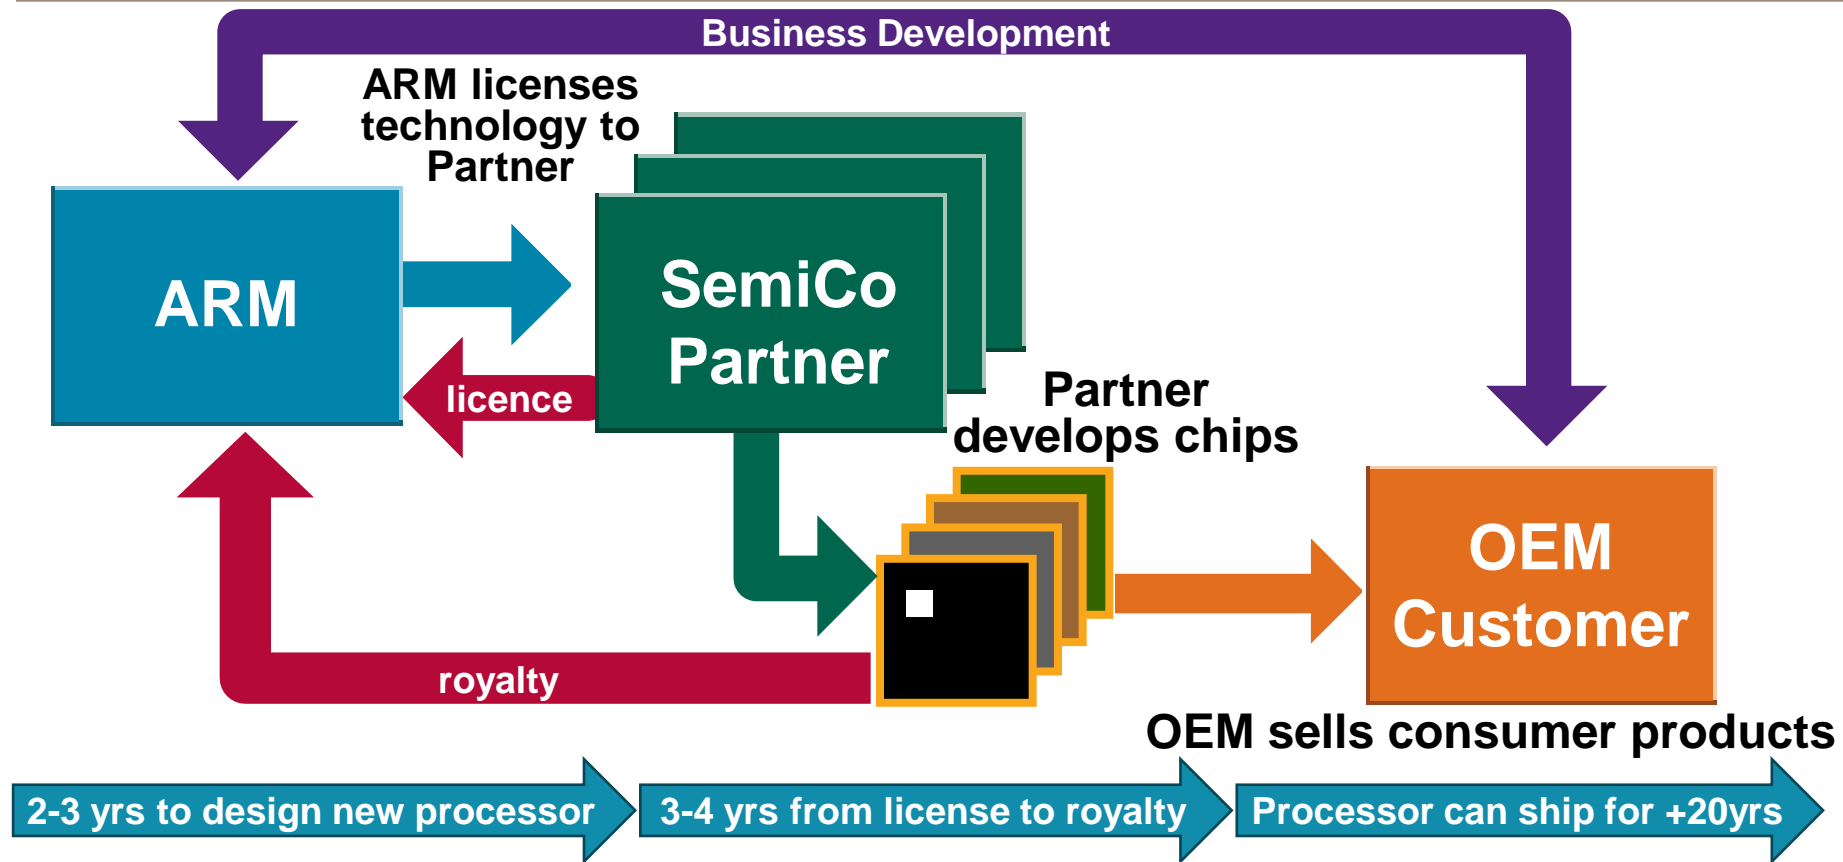 Business Development
ARM licenses
technology to
Partner
ARM
SemiCo
Partner
licence
Partner
develops chips
OEM
Customer
royalty
OEM sells consumer products
2-3 yrs to design new processor
3-4 yrs from license to royalty
Processor can ship for +20yrs